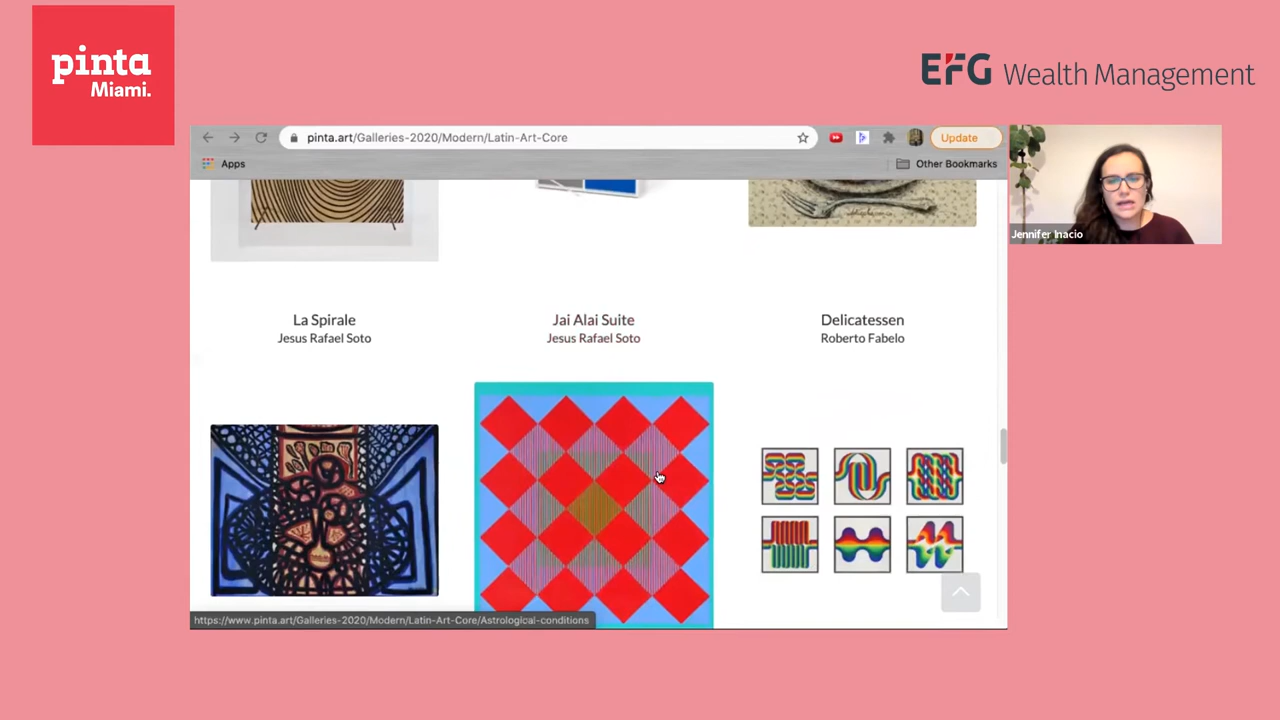 pinta
Miami.
EFG Wealth Management
pinta.art/Galleries-2020/Modern/Latin-Art-Core
Update
Apps
Other Bookmarks
Jennifer Inacio
La Spirale
Jesus Rafael Soto
Jai Alai Suite
Jesus Rafael Soto
Delicatessen
Roberto Fabelo
https://www.pinta.art/Galleries-2020/Modern/Latin-Art-Core/Astrological-conditions